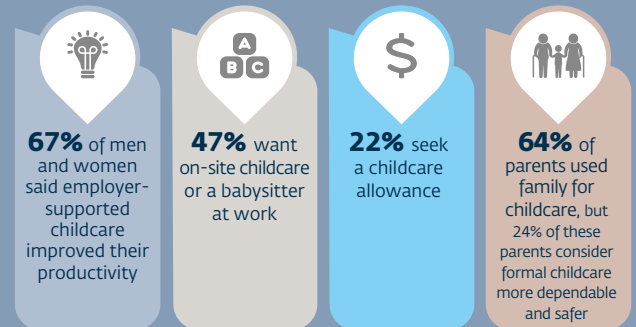 A
B C
$
67% of men
and women
said employer-
supported
childcare
improved their
productivity
47% want
on-site childcare
or a babysitter
at work
22% seek
a childcare
allowance
64% of
parents used
family for
childcare, but
24% of these
parents consider
formal childcare
more dependable
and safer